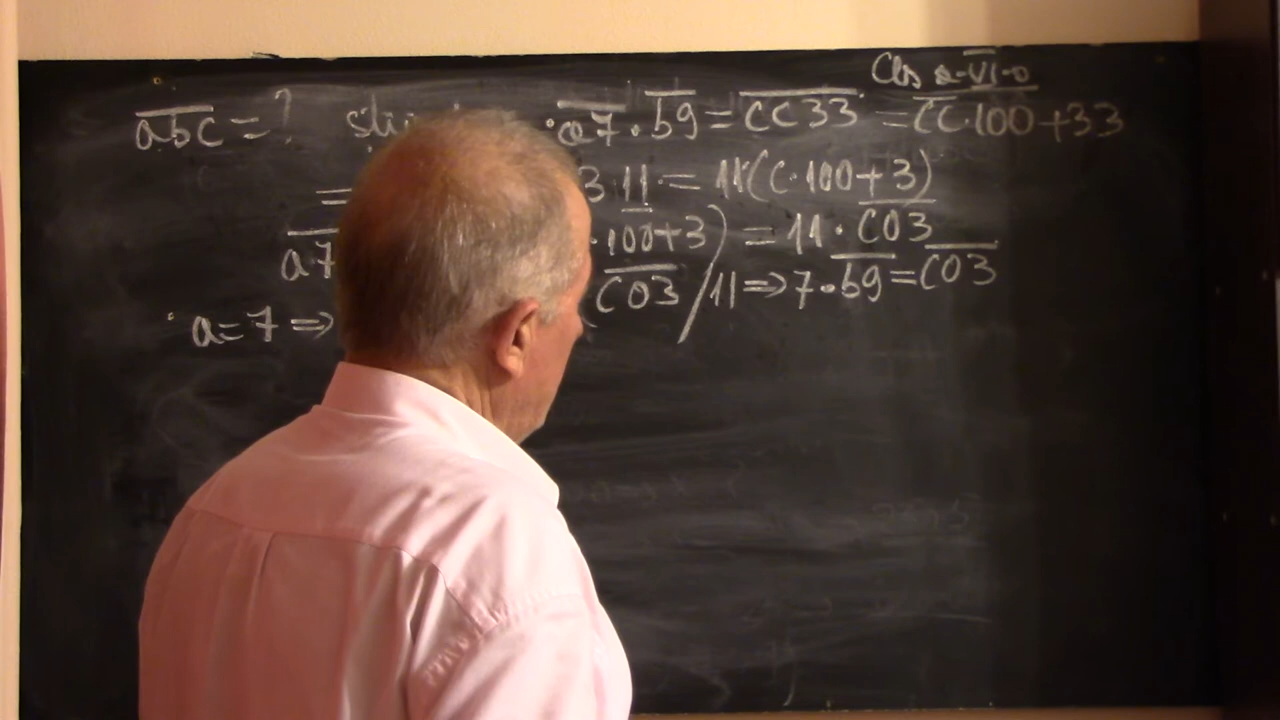 Cls a-VI-a
abc = ? a7 · b9 = CC33 = CC·100+33
= 3·11 = 11(C·100+3)
a7 ·100+3) = 11·C03
C03 /11 ⇒ 7·b9 = C03
a=7 ⇒